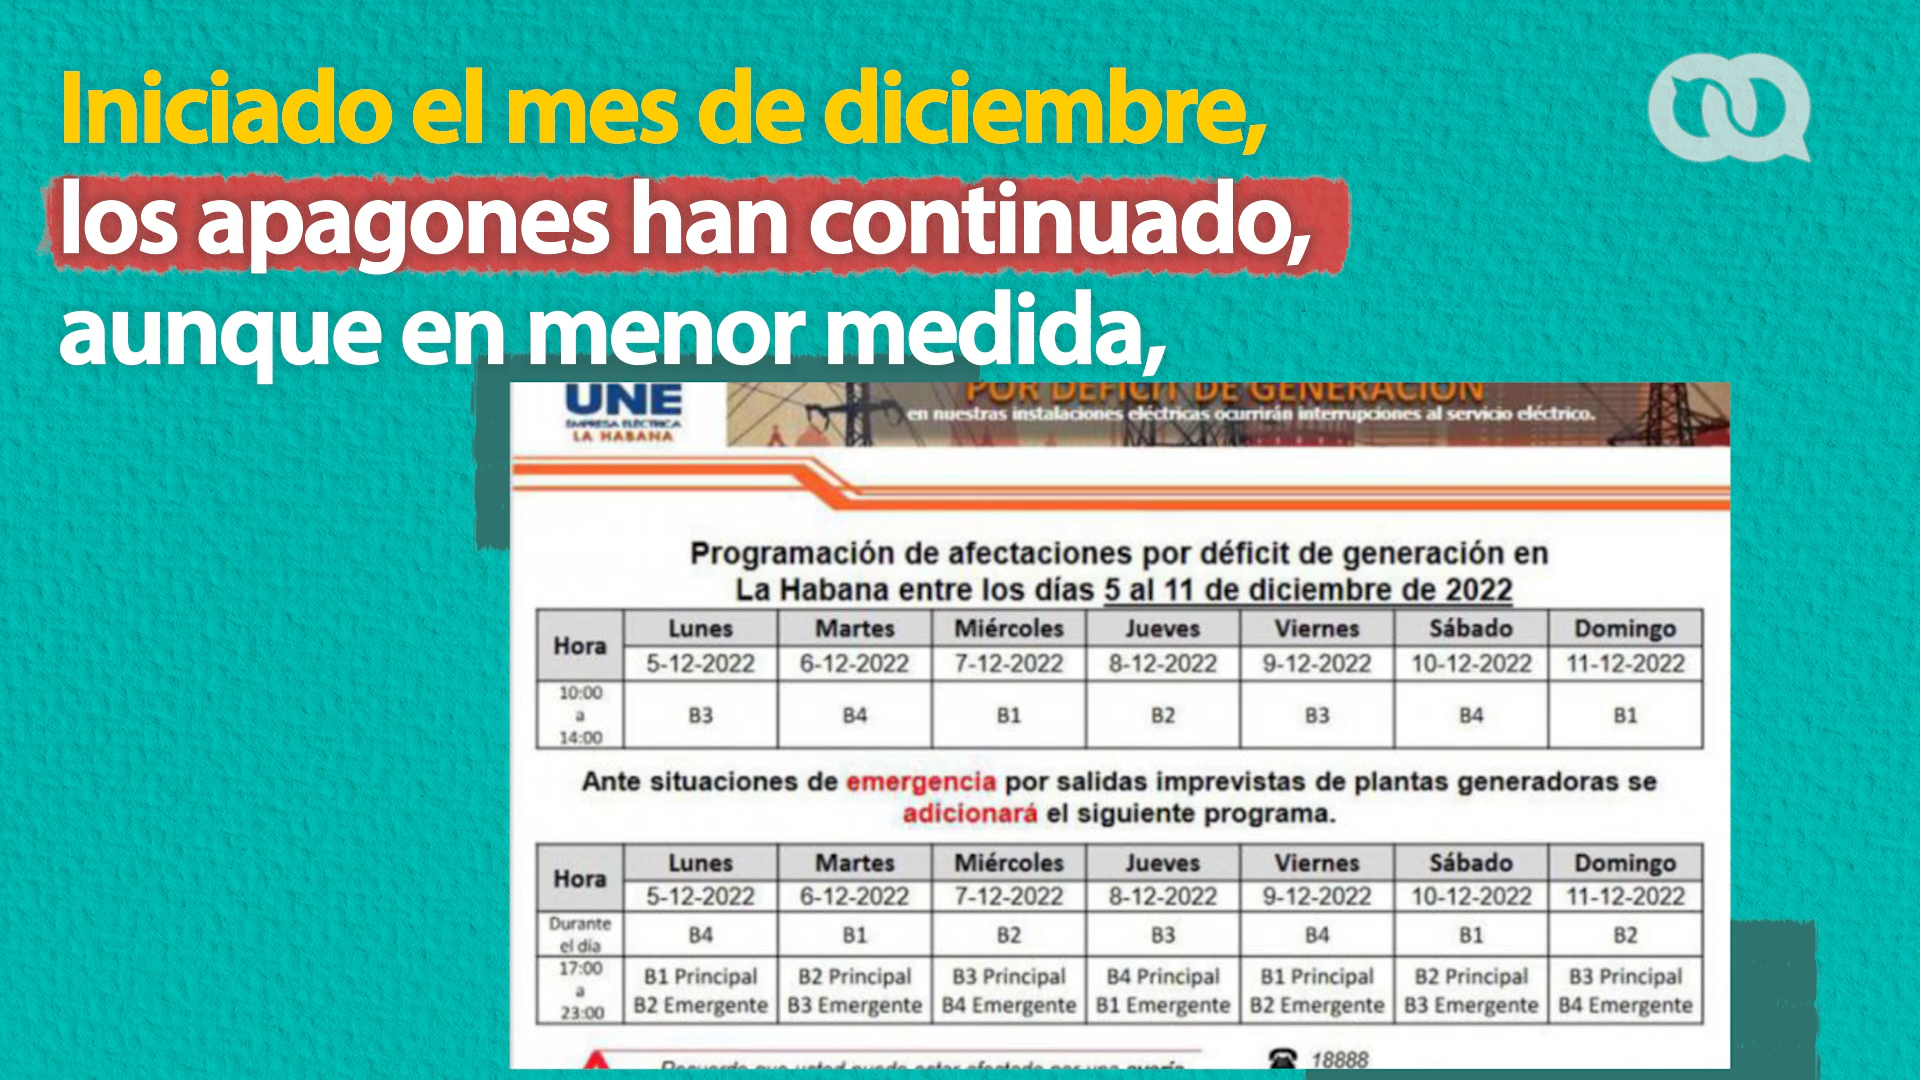 Iniciado el mes de diciembre,
los apagones han continuado,
aunque en menor medida,
UNE
EMPRESA ELÉCTRICA
LA HABANA
POR DÉFICIT DE GENERACIÓN
en nuestras instalaciones eléctricas ocurrirán interrupciones al servicio eléctrico.
Programación de afectaciones por déficit de generación en
La Habana entre los días 5 al 11 de diciembre de 2022
Hora Lunes Martes Miércoles Jueves Viernes Sábado Domingo
5-12-2022 6-12-2022 7-12-2022 8-12-2022 9-12-2022 10-12-2022 11-12-2022
10:00
a
14:00
B3 B4 B1 B2 B3 B4 B1
Ante situaciones de emergencia por salidas imprevistas de plantas generadoras se
adicionará el siguiente programa.
Hora Lunes Martes Miércoles Jueves Viernes Sábado Domingo
5-12-2022 6-12-2022 7-12-2022 8-12-2022 9-12-2022 10-12-2022 11-12-2022
Durante
el día
B4 B1 B2 B3 B4 B1 B2
17:00
a
23:00
B1 Principal B2 Principal B3 Principal B4 Principal B1 Principal B2 Principal B3 Principal
B2 Emergente B3 Emergente B4 Emergente B1 Emergente B2 Emergente B3 Emergente B4 Emergente
Recuerde que usted puede estar afectado por una avería
18888